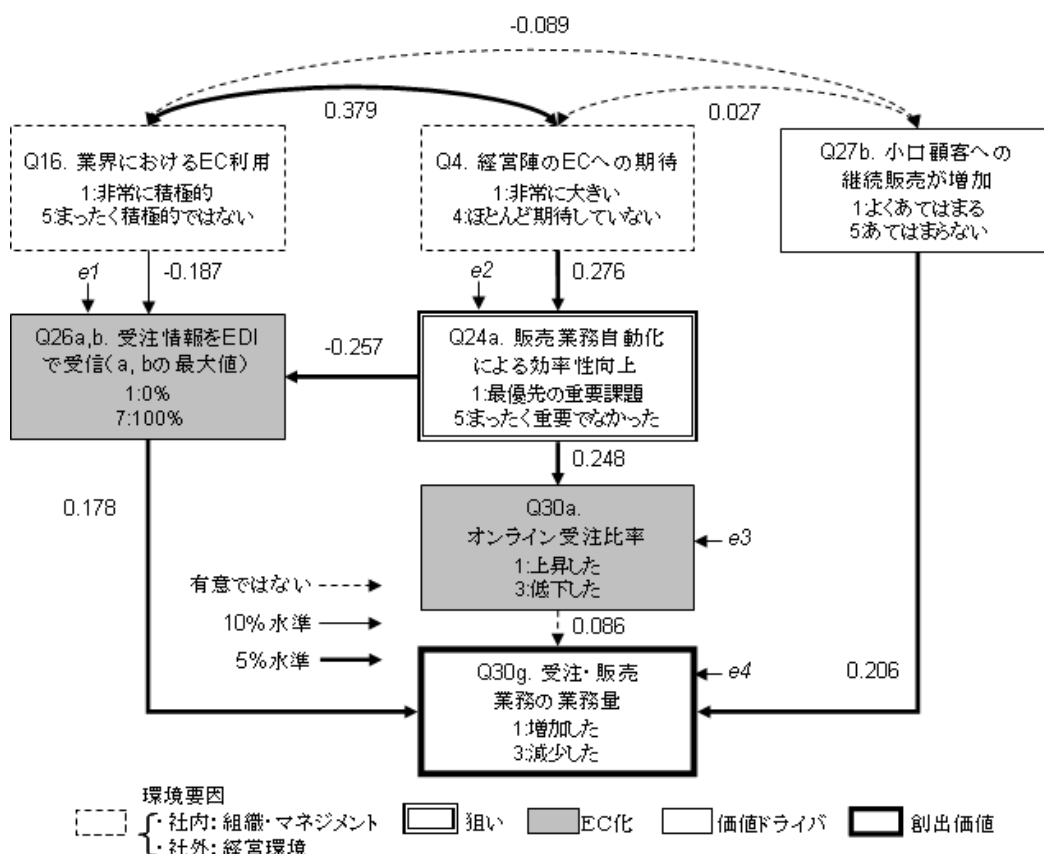 -0.089
0.379
0.027
Q16. 業界におけるEC利用
1:非常に積極的
5:まったく積極的ではない
Q4. 経営陣のECへの期待
1:非常に大きい
4:ほとんど期待していない
Q27b. 小口顧客への
継続販売が増加
1:よくあてはまる
5:あてはまらない
e1
-0.187
e2
0.276
Q26a,b. 受注情報をEDI
で受信(a, bの最大値)
1:0%
7:100%
-0.257
Q24a. 販売業務自動化
による効率性向上
1:最優先の重要課題
5:まったく重要でなかった
0.248
0.178
Q30a.
オンライン受注比率
1:上昇した
3:低下した
e3
有意ではない
10%水準
5%水準
0.086
Q30g. 受注・販売
業務の業務量
1:増加した
3:減少した
e4
0.206
環境要因
・社内:組織・マネジメント
・社外:経営環境
狙い
EC化
価値ドライバ
創出価値